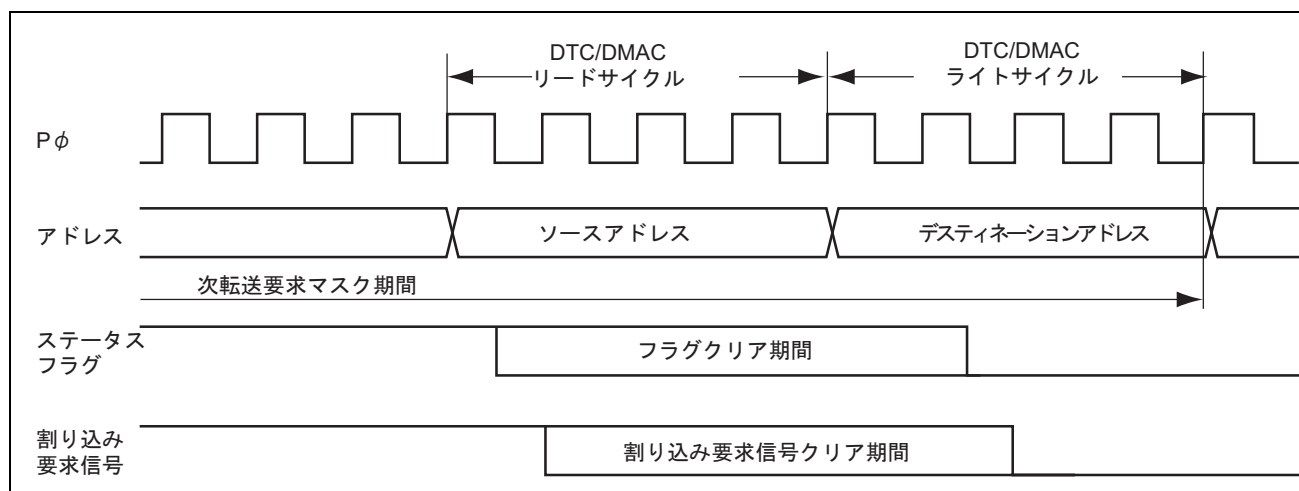 DTC/DMAC
リードサイクル
DTC/DMAC
ライトサイクル
Pφ
アドレス
ソースアドレス
デスティネーションアドレス
次転送要求マスク期間
ステータス
フラグ
フラグクリア期間
割り込み
要求信号
割り込み要求信号クリア期間